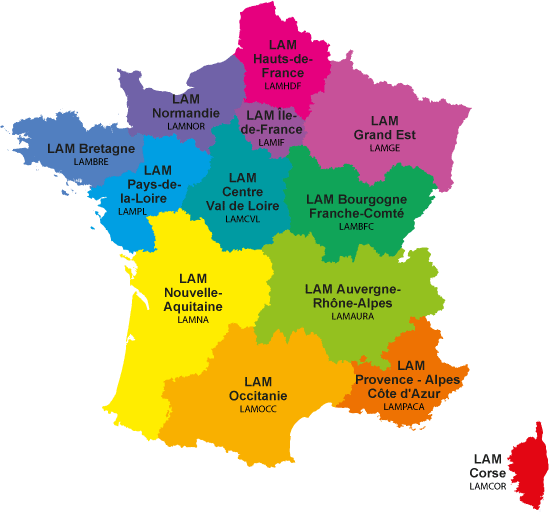 LAM
Hauts-de-
France
LAMHDF
LAM
Normandie
LAMNOR
LAM Île-
de-France
LAMIF
LAM
Grand Est
LAMGE
LAM Bretagne
LAMBRE
LAM
Pays-de-
la-Loire
LAMPL
LAM
Centre
Val de Loire
LAMCVL
LAM Bourgogne
Franche-Comté
LAMBFC
LAM
Nouvelle-
Aquitaine
LAMNA
LAM Auvergne-
Rhône-Alpes
LAMAURA
LAM
Occitanie
LAMOCC
LAM
Provence - Alpes
Côte d'Azur
LAMPACA
LAM
Corse
LAMCOR